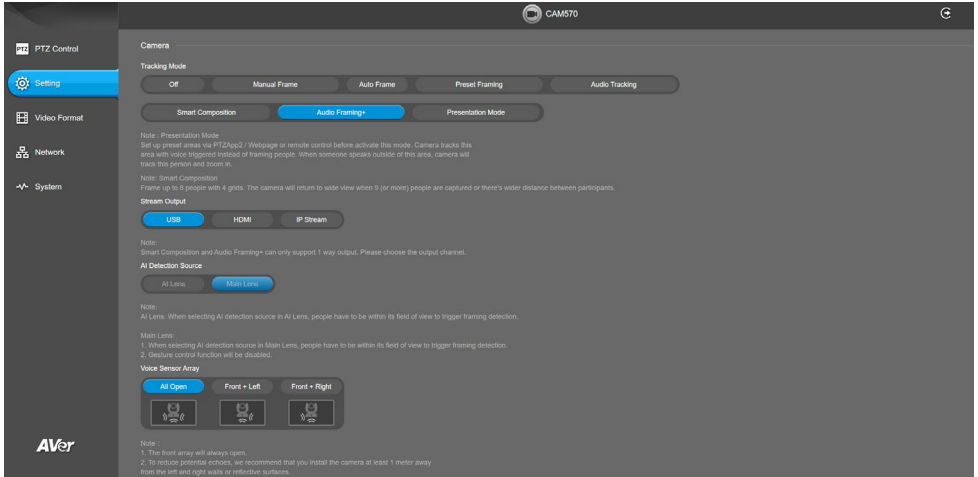 CAM570
PTZ PTZ Control
Setting
Video Format
Network
System
AVer
Camera
Tracking Mode
Off Manual Frame Auto Frame Preset Framing Audio Tracking
Smart Composition Audio Framing+ Presentation Mode
Note : Presentation Mode
Set up preset areas via PTZApp2 / Webpage or remote control before activate this mode. Camera tracks this
area with voice triggered instead of framing people. When someone speaks outside of this area, camera will
track this person and zoom in.
Note: Smart Composition
Frame up to 8 people with 4 grids. The camera will return to wide view when 9 (or more) people are captured or there's wider distance between participants.
Stream Output
USB HDMI IP Stream
Note:
Smart Composition and Audio Framing+ can only support 1 way output. Please choose the output channel.
AI Detection Source
AI Lens Main Lens
Note:
AI Lens: When selecting AI detection source in AI Lens, people have to be within its field of view to trigger framing detection.
Main Lens:
1. When selecting AI detection source in Main Lens, people have to be within its field of view to trigger framing detection.
2. Gesture control function will be disabled.
Voice Sensor Array
All Open Front + Left Front + Right
Note :
1. The front array will always open.
2. To reduce potential echoes, we recommend that you install the camera at least 1 meter away
from the left and right walls or reflective surfaces.